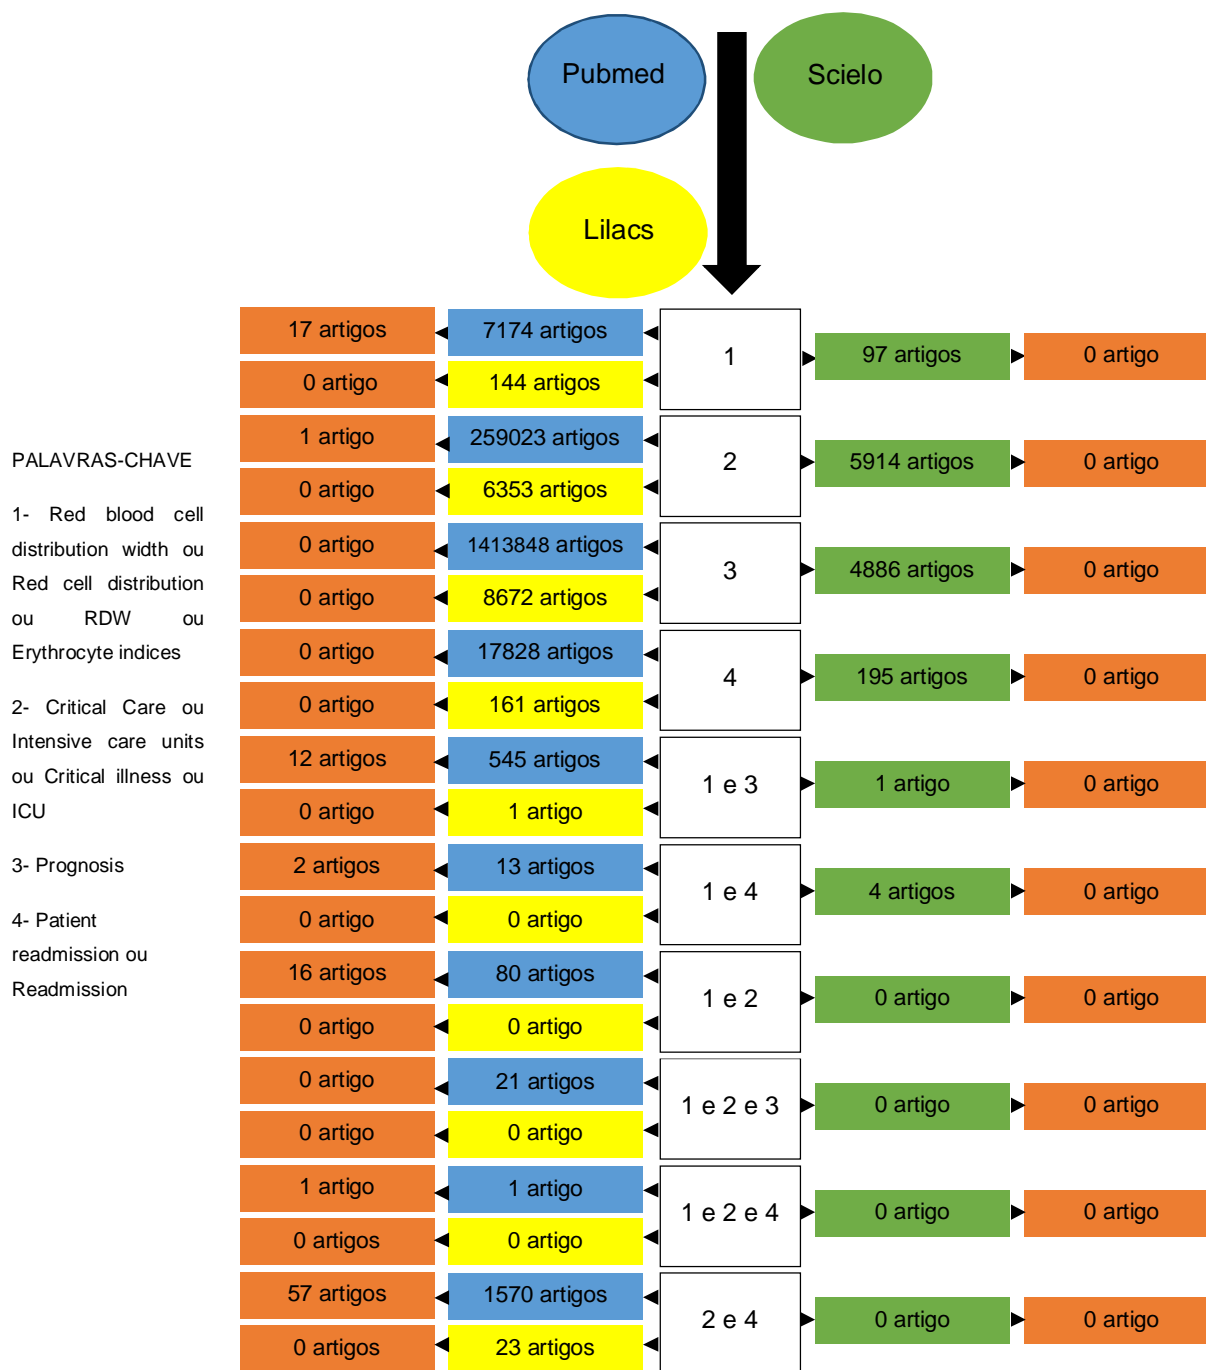 Pubmed
Scielo
Lilacs
PALAVRAS-CHAVE
1- Red blood cell
distribution width ou
Red cell distribution
ou RDW ou
Erythrocyte indices
2- Critical Care ou
Intensive care units
ou Critical illness ou
ICU
3- Prognosis
4- Patient
readmission ou
Readmission
17 artigos
7174 artigos
1
97 artigos
0 artigo
0 artigo
144 artigos
1 artigo
259023 artigos
2
5914 artigos
0 artigo
0 artigo
6353 artigos
0 artigo
1413848 artigos
3
4886 artigos
0 artigo
0 artigo
8672 artigos
0 artigo
17828 artigos
4
195 artigos
0 artigo
0 artigo
161 artigos
12 artigos
545 artigos
1 e 3
1 artigo
0 artigo
0 artigo
1 artigo
2 artigos
13 artigos
1 e 4
4 artigos
0 artigo
0 artigo
0 artigo
16 artigos
80 artigos
1 e 2
0 artigo
0 artigo
0 artigo
0 artigo
0 artigo
21 artigos
1 e 2 e 3
0 artigo
0 artigo
0 artigo
0 artigo
1 artigo
1 artigo
1 e 2 e 4
0 artigo
0 artigo
0 artigos
0 artigo
57 artigos
1570 artigos
2 e 4
0 artigo
0 artigo
0 artigos
23 artigos